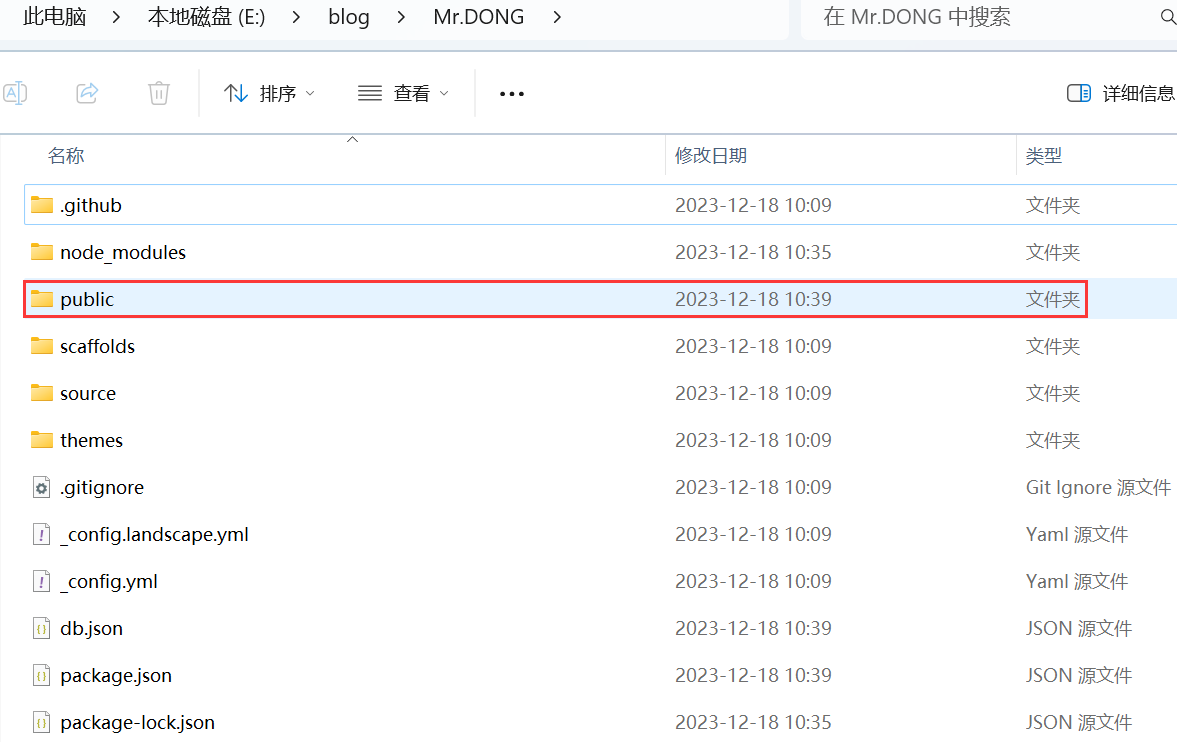 此电脑 > 本地磁盘 (E:) > blog > Mr.DONG >
在 Mr.DONG 中搜索
排序 查看 ••• 详细信息
名称 修改日期 类型
.github 2023-12-18 10:09 文件夹
node_modules 2023-12-18 10:35 文件夹
public 2023-12-18 10:39 文件夹
scaffolds 2023-12-18 10:09 文件夹
source 2023-12-18 10:09 文件夹
themes 2023-12-18 10:09 文件夹
.gitignore 2023-12-18 10:09 Git Ignore 源文件
_config.landscape.yml 2023-12-18 10:09 Yaml 源文件
_config.yml 2023-12-18 10:09 Yaml 源文件
db.json 2023-12-18 10:39 JSON 源文件
package.json 2023-12-18 10:39 JSON 源文件
package-lock.json 2023-12-18 10:35 JSON 源文件